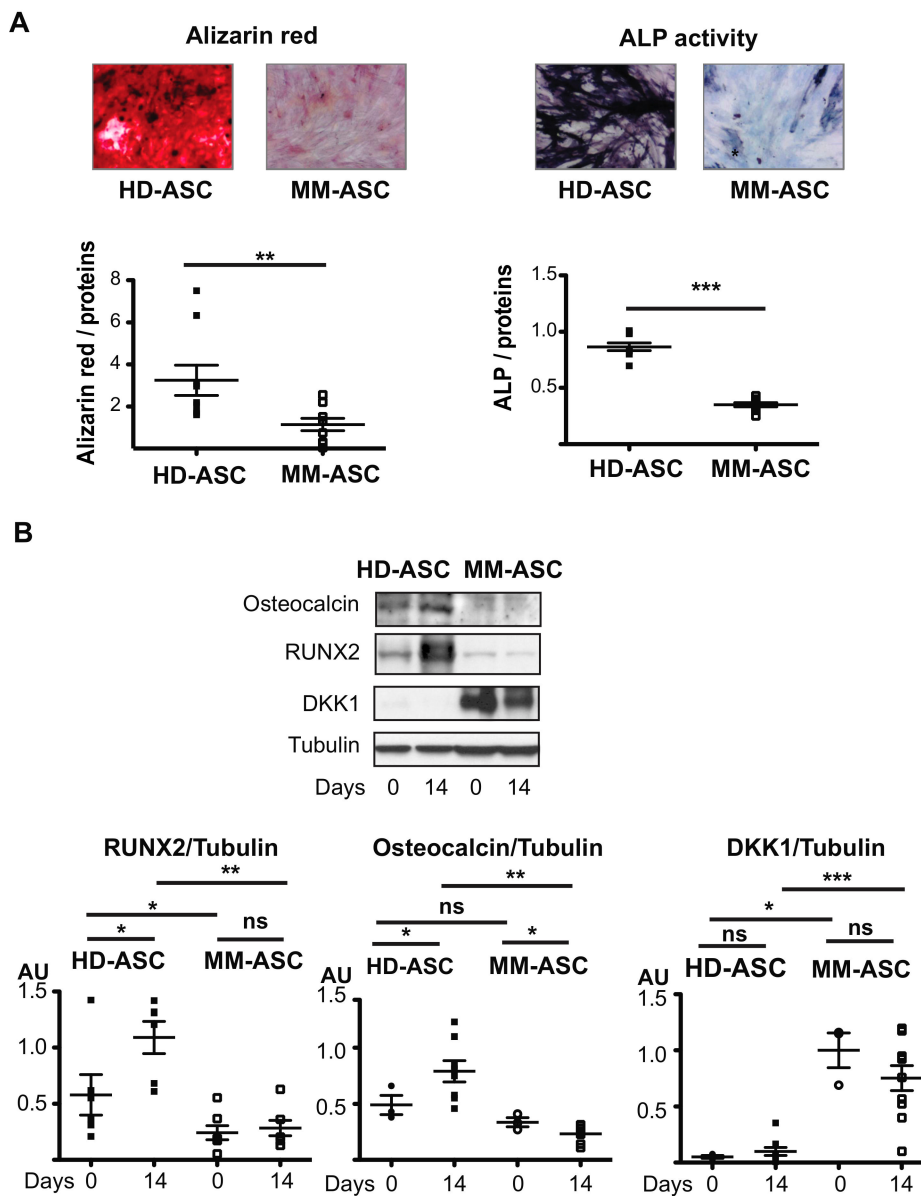 A
Alizarin red
ALP activity
HD-ASC
MM-ASC
HD-ASC
*
MM-ASC
Alizarin red / proteins
8
6
4
2
**
HD-ASC
MM-ASC
ALP / proteins
1.5
1.0
0.5
***
HD-ASC
MM-ASC
B
HD-ASC MM-ASC
Osteocalcin
RUNX2
DKK1
Tubulin
Days 0 14 0 14
RUNX2/Tubulin
**
*
* ns
HD-ASC MM-ASC
AU
1.5
1.0
0.5
Days 0 14 0 14
Osteocalcin/Tubulin
**
ns
* *
HD-ASC MM-ASC
AU
1.5
1.0
0.5
Days 0 14 0 14
DKK1/Tubulin
***
*
ns ns
HD-ASC MM-ASC
AU
1.5
1.0
0.5
Days 0 14 0 14